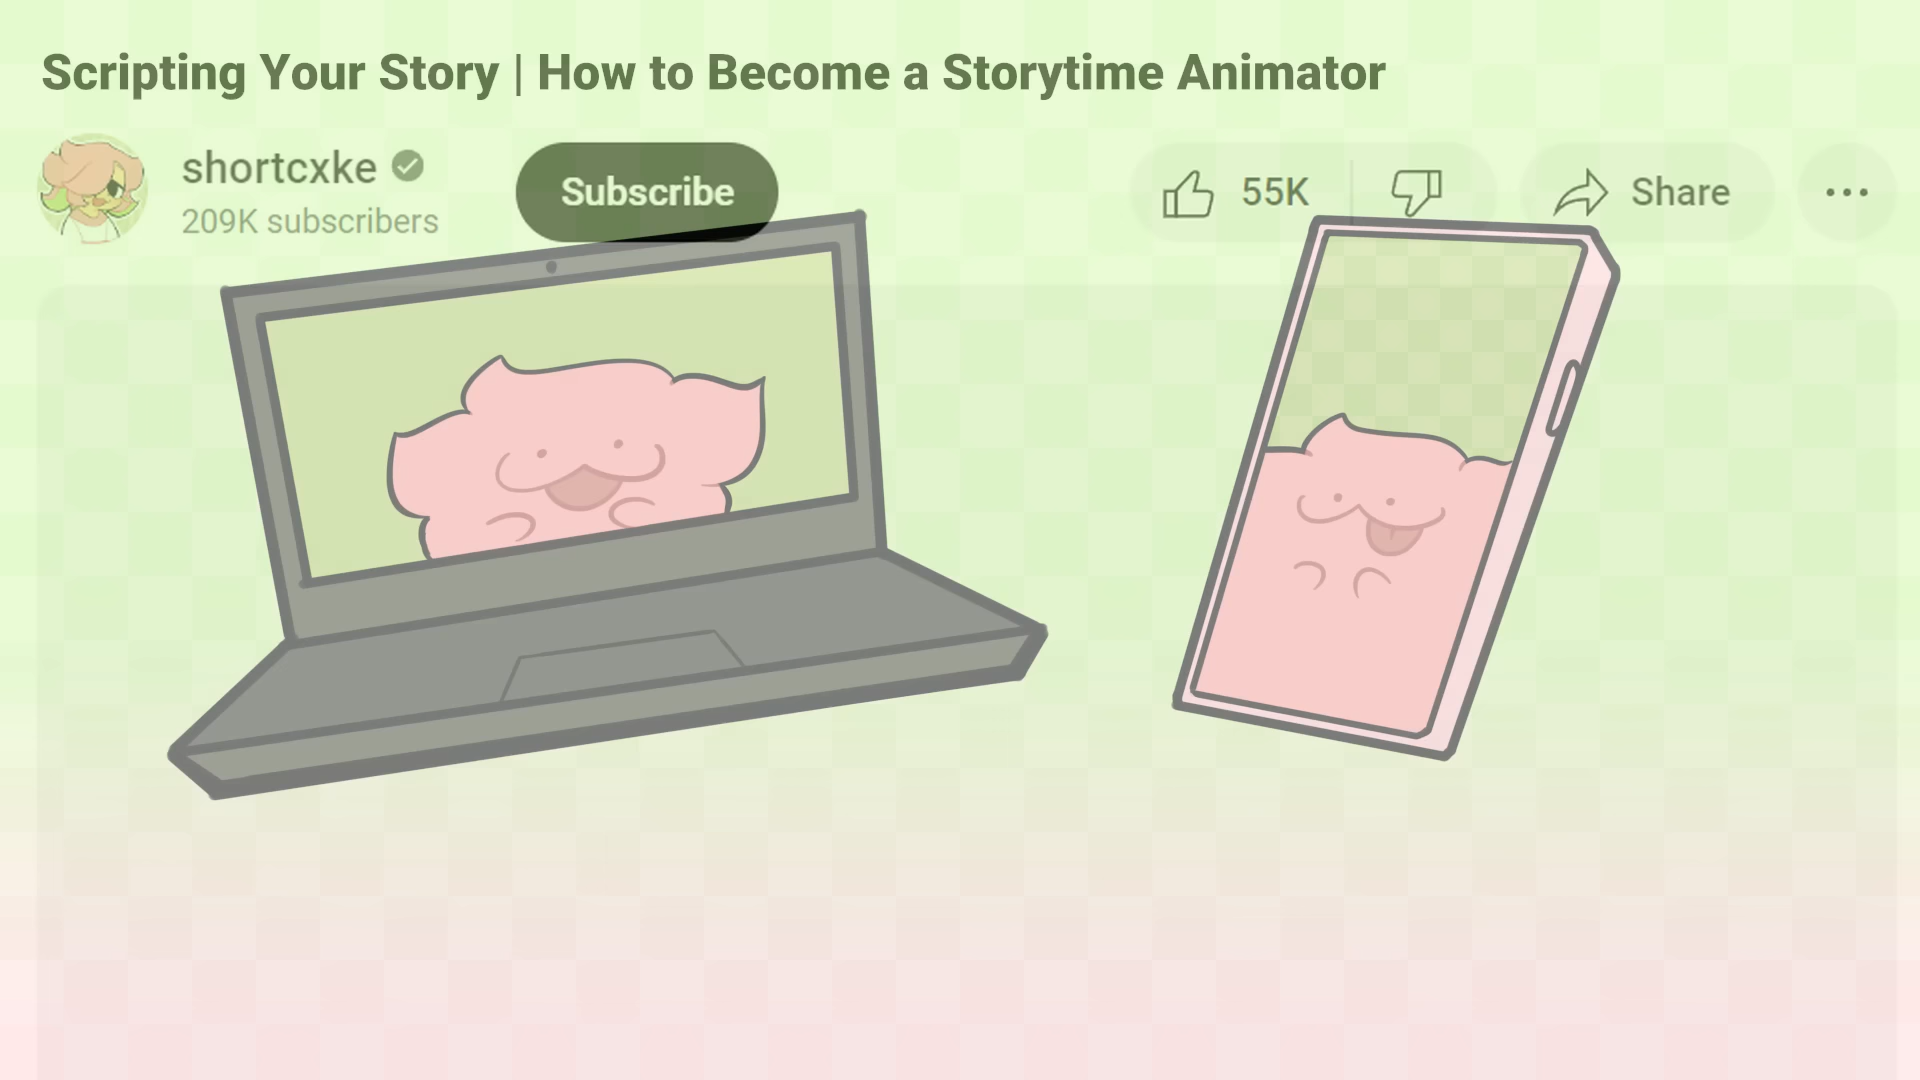 Scripting Your Story | How to Become a Storytime Animator
shortcxke
209K subscribers
Subscribe
55K
Share